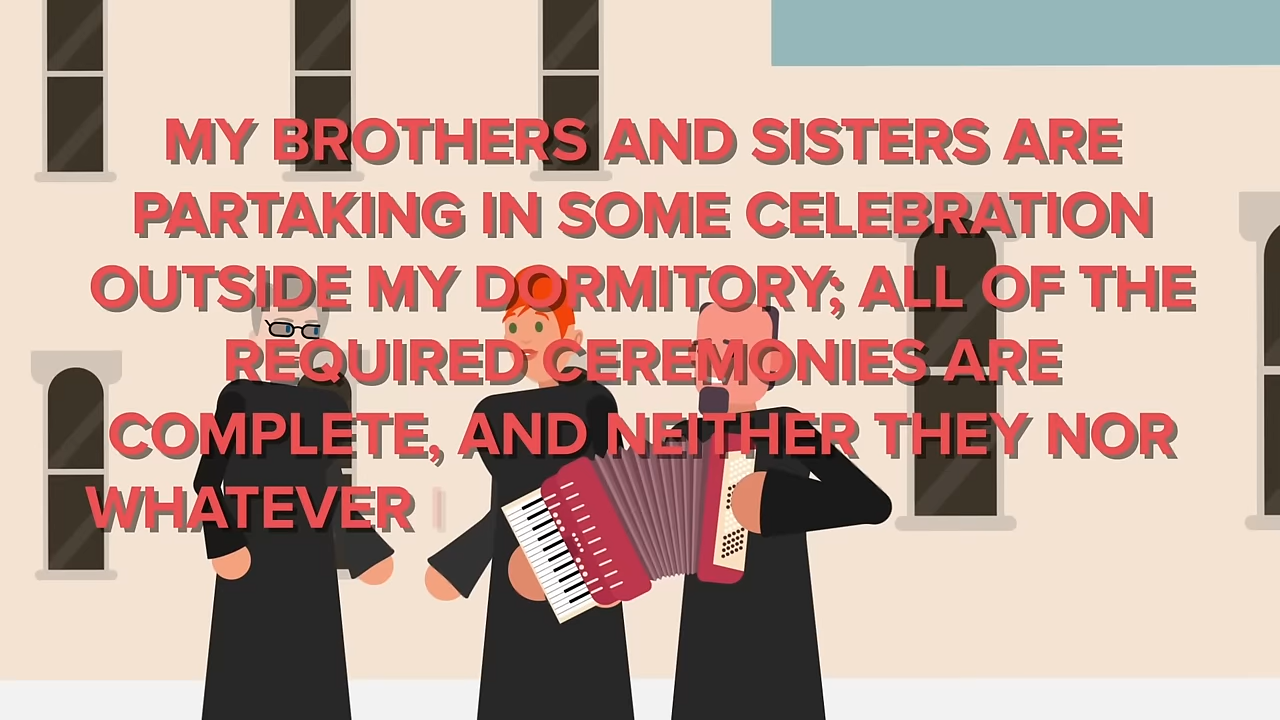 MY BROTHERS AND SISTERS ARE
PARTAKING IN SOME CELEBRATION
OUTSIDE MY DORMITORY; ALL OF THE
REQUIRED CEREMONIES ARE
COMPLETE, AND NEITHER THEY NOR
WHATEVER